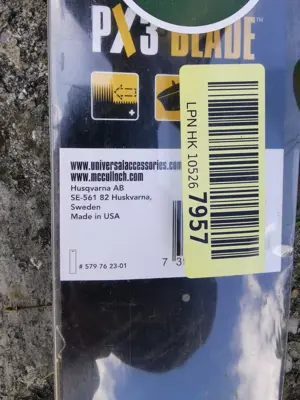 PX3 BLADE™
www.universalaccessories.com
www.mcculloch.com
Husqvarna AB
SE-561 82 Huskvarna,
Sweden
Made in USA
# 579 76 23-01
LPN HK 10526
7957